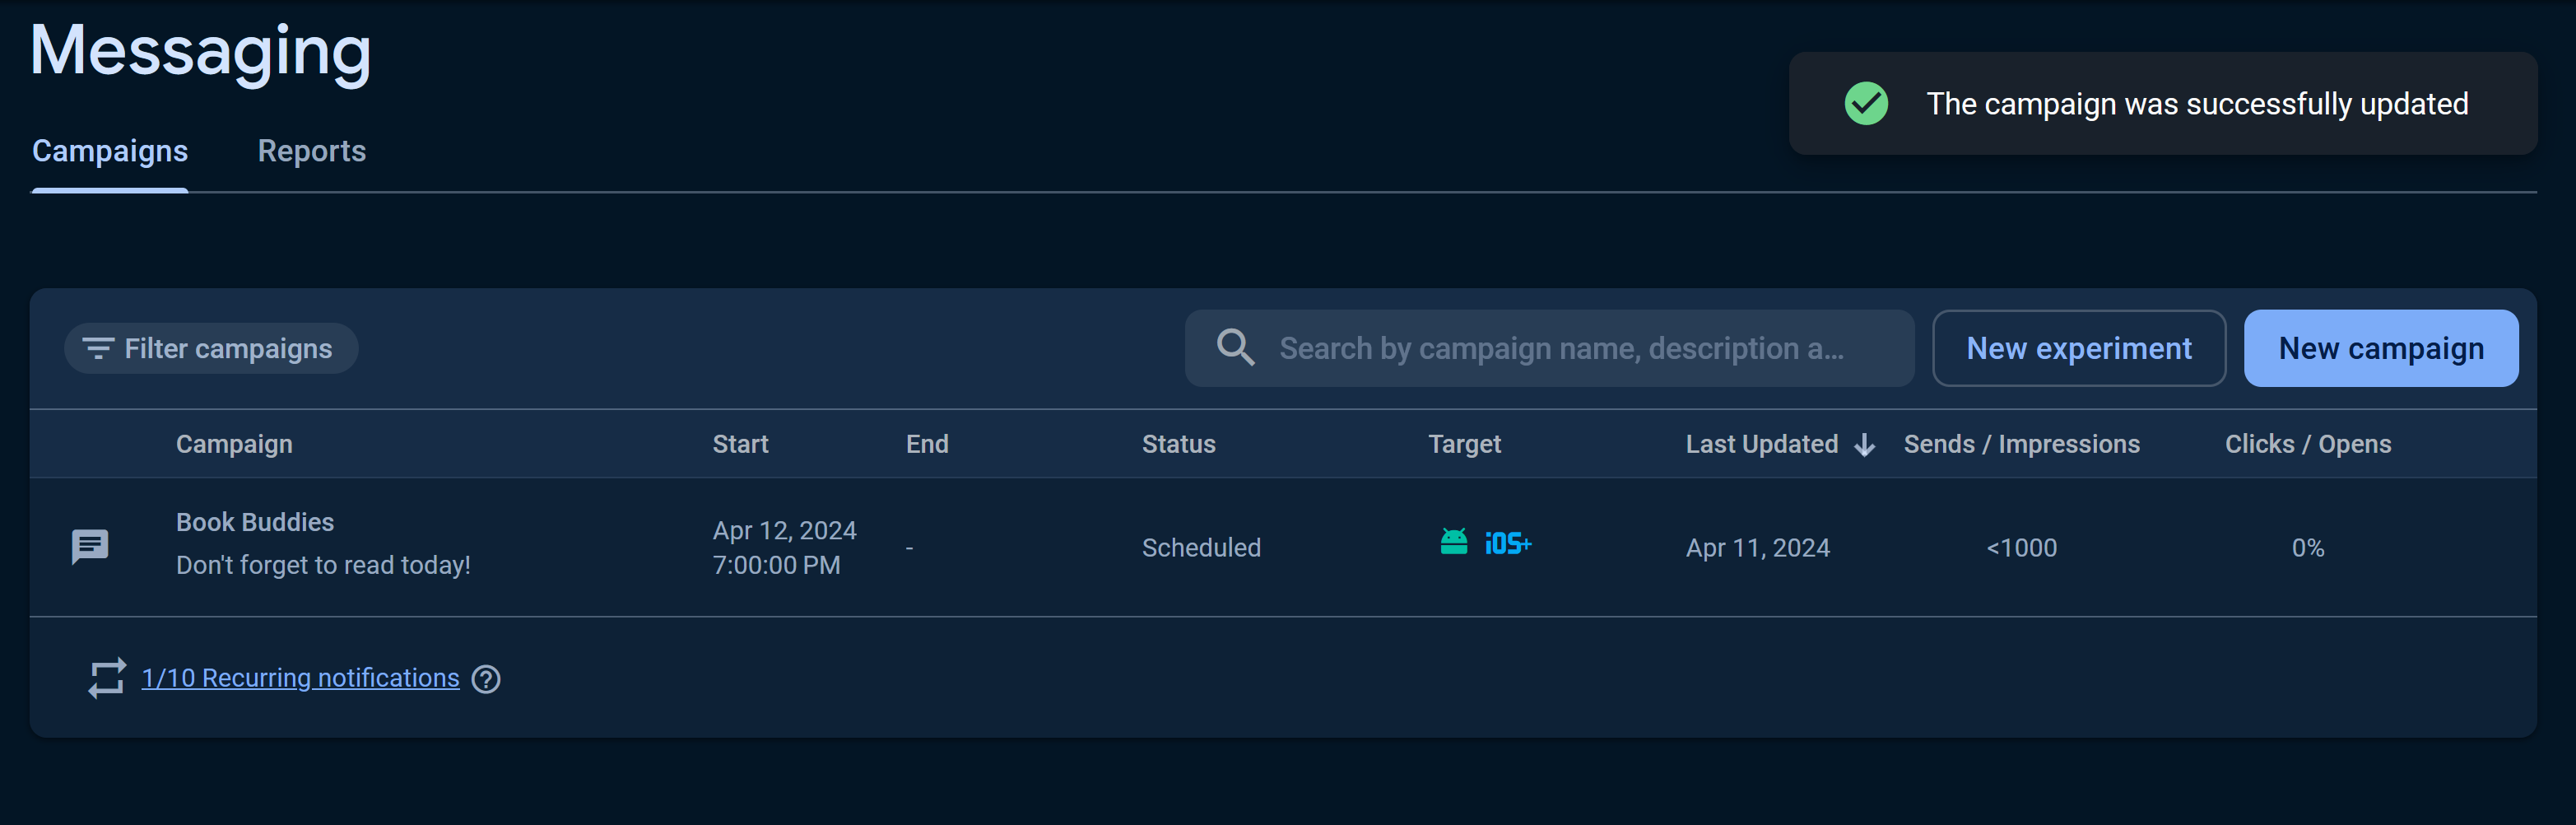 Messaging
The campaign was successfully updated
Campaigns Reports
Filter campaigns Search by campaign name, description a... New experiment New campaign
Campaign Start End Status Target Last Updated Sends / Impressions Clicks / Opens
Book Buddies
Don't forget to read today!
Apr 12, 2024
7:00:00 PM
- Scheduled iOS+ Apr 11, 2024 <1000 0%
1/10 Recurring notifications